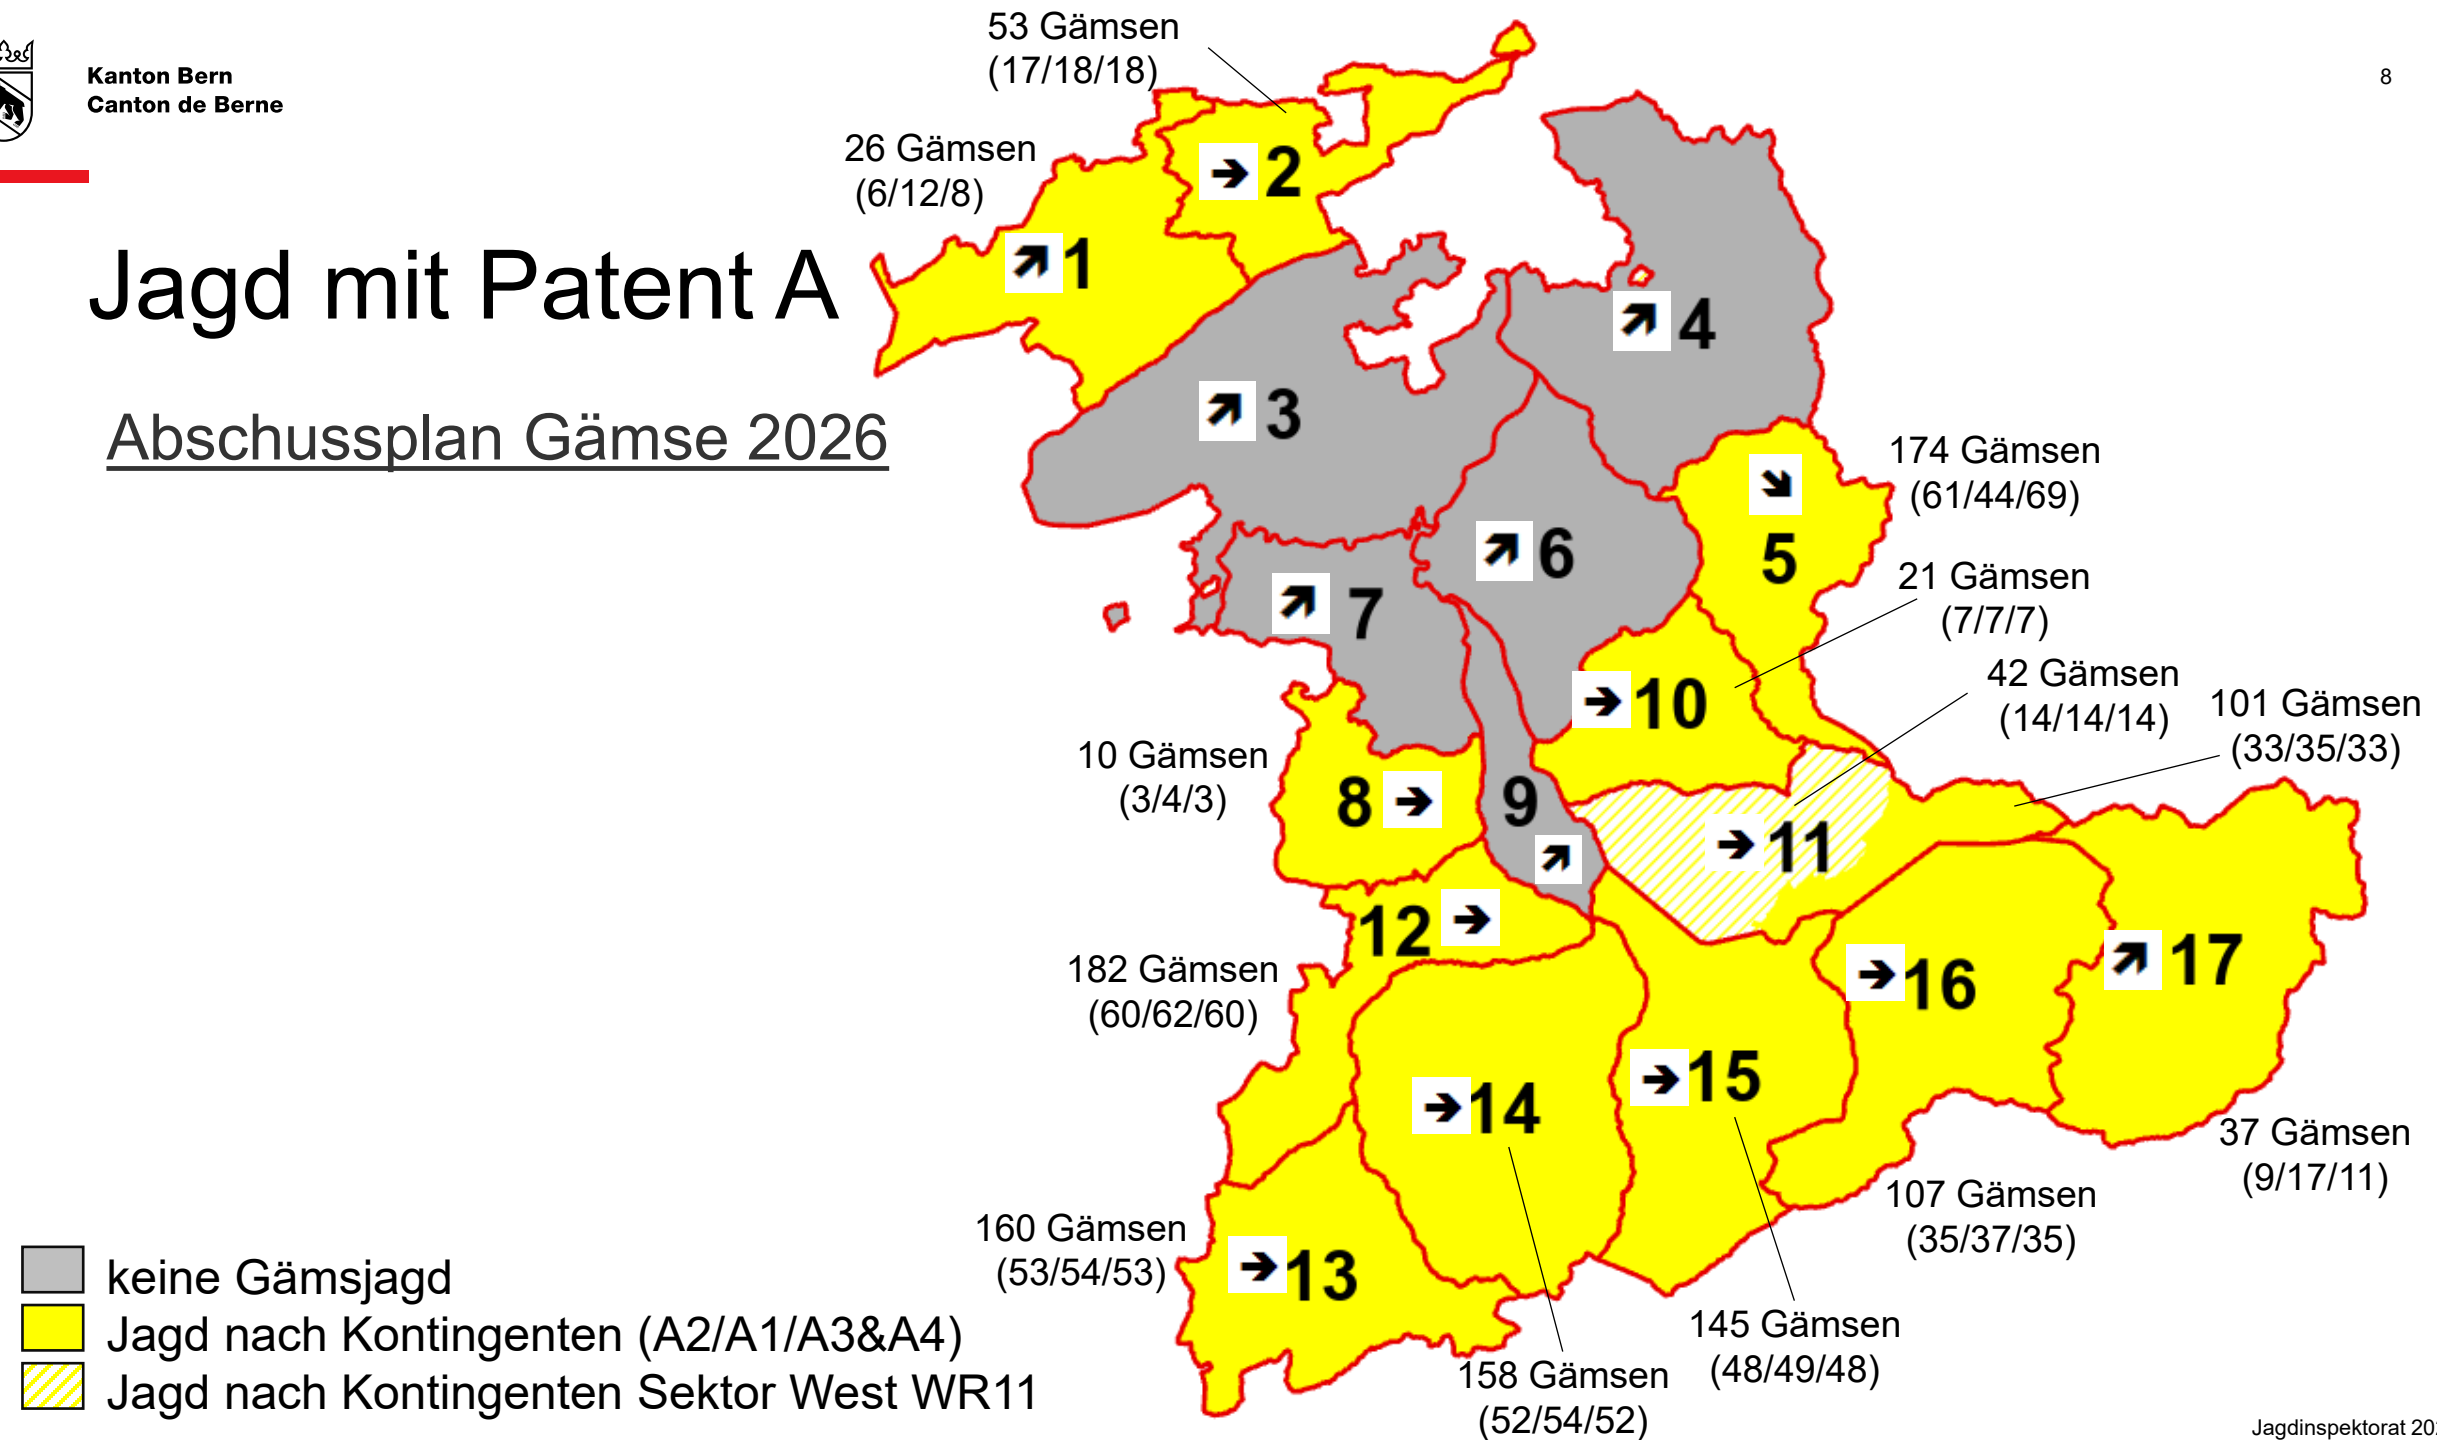 Kanton Bern
Canton de Berne
8
Jagd mit Patent A
Abschussplan Gämse 2026
53 Gämsen
(17/18/18)
26 Gämsen
(6/12/8)
2
1
4
3
174 Gämsen
(61/44/69)
6
5
21 Gämsen
(7/7/7)
7
42 Gämsen
(14/14/14)
101 Gämsen
(33/35/33)
10
10 Gämsen
(3/4/3)
8
9
11
12
182 Gämsen
(60/62/60)
16
17
15
14
37 Gämsen
(9/17/11)
107 Gämsen
(35/37/35)
160 Gämsen
(53/54/53)
13
145 Gämsen
(48/49/48)
158 Gämsen
(52/54/52)
keine Gämsjagd
Jagd nach Kontingenten (A2/A1/A3&A4)
Jagd nach Kontingenten Sektor West WR11
Jagdinspektorat